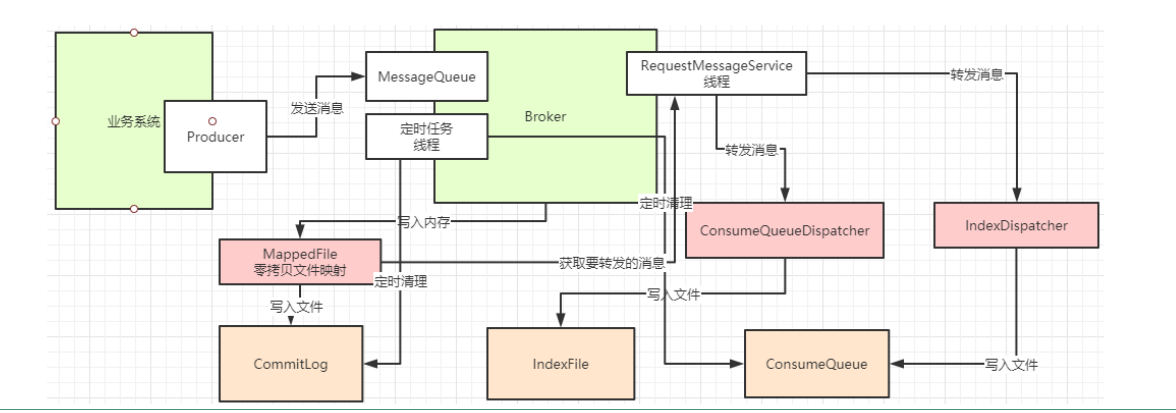 业务系统
Producer
发送消息
MessageQueue
定时任务
线程
Broker
RequestMessageService
线程
转发消息
转发消息
定时清理
写入内存
ConsumeQueueDispatcher
IndexDispatcher
MappedFile
零拷贝文件映射
获取要转发的消息
定时清理
写入文件
写入文件
写入文件
CommitLog
IndexFile
ConsumeQueue